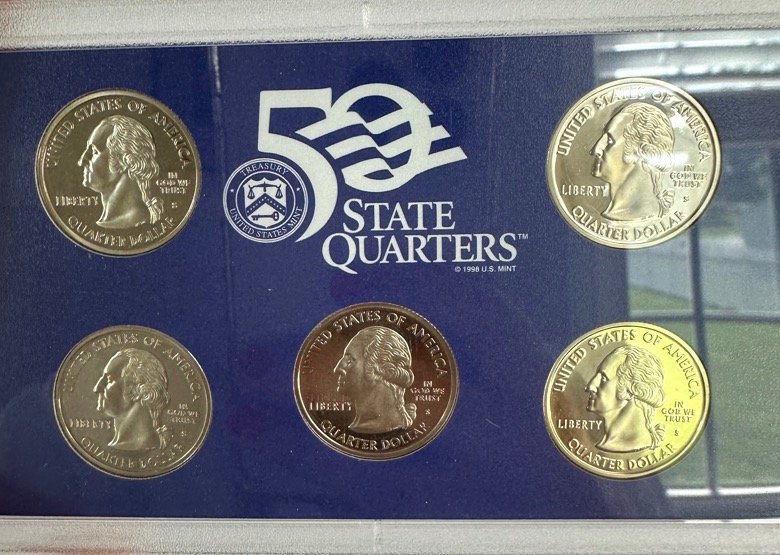 UNITED STATES OF AMERICA
LIBERTY
IN
GOD WE
TRUST
S
QUARTER DOLLAR
50
STATE
QUARTERS™
© 1998 U.S. MINT
TREASURY
UNITED STATES MINT
UNITED STATES OF AMERICA
LIBERTY
IN
GOD WE
TRUST
S
QUARTER DOLLAR
UNITED STATES OF AMERICA
LIBERTY
IN
GOD WE
TRUST
S
QUARTER DOLLAR
UNITED STATES OF AMERICA
LIBERTY
IN
GOD WE
TRUST
S
QUARTER DOLLAR
UNITED STATES OF AMERICA
LIBERTY
IN
GOD WE
TRUST
S
QUARTER DOLLAR